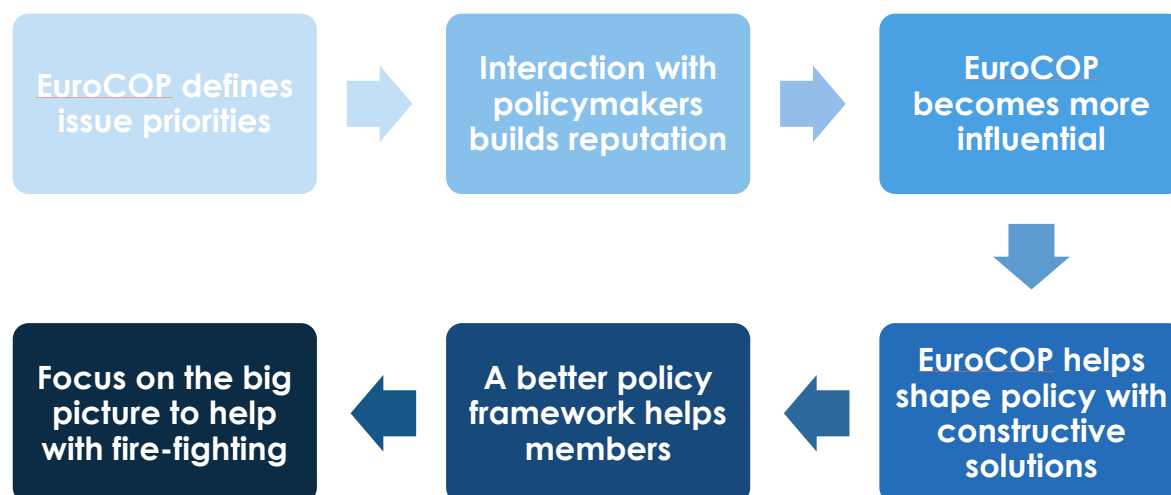 EuroCOP defines
issue priorities
Interaction with
policymakers
builds reputation
EuroCOP
becomes more
influential
EuroCOP helps
shape policy with
constructive
solutions
A better policy
framework helps
members
Focus on the big
picture to help
with fire-fighting